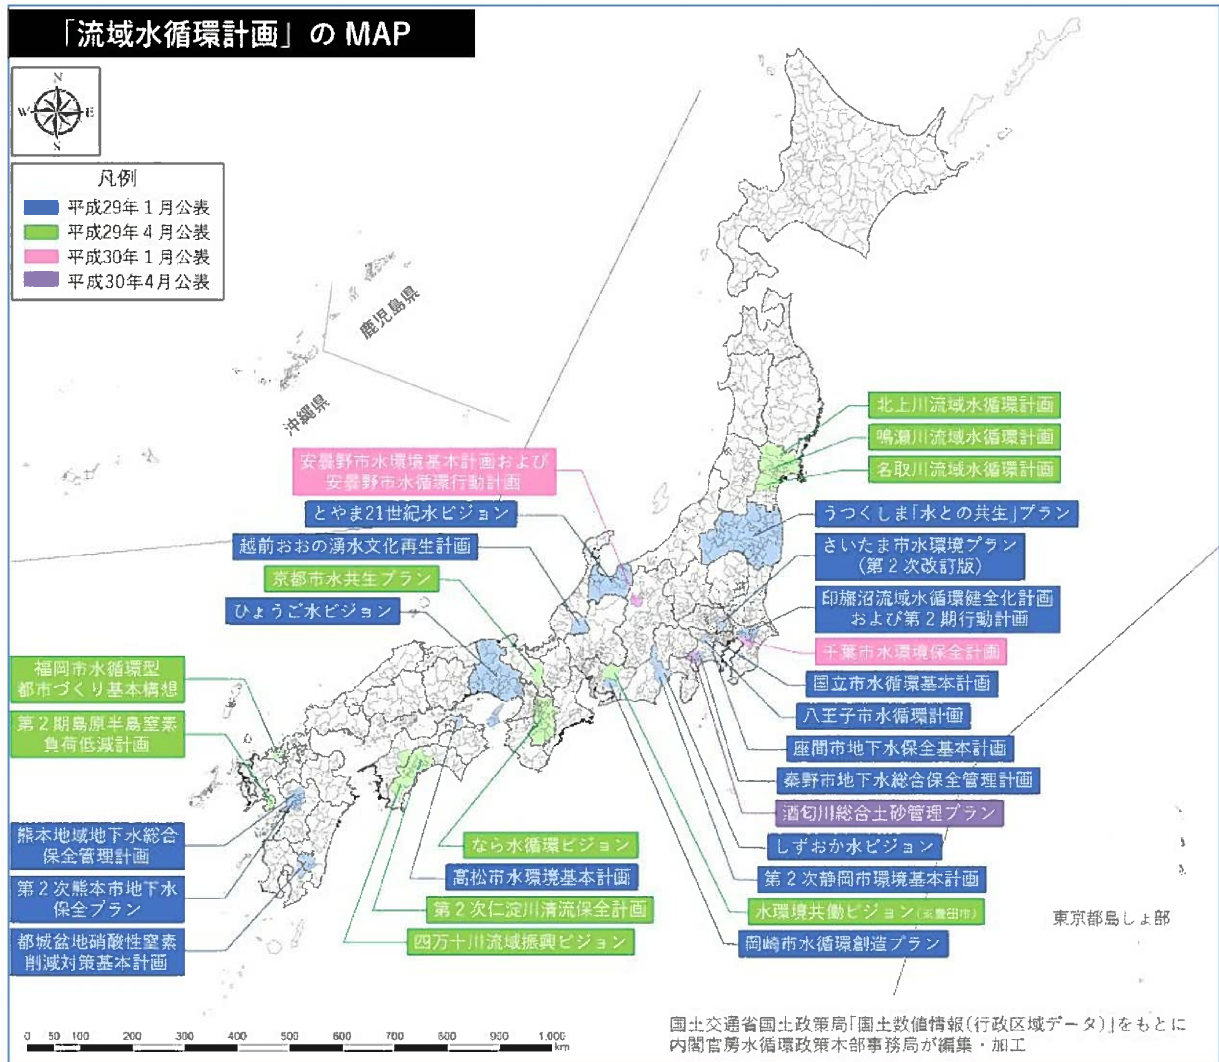 「流域水循環計画」のMAP
N
W
E
S
凡例
平成29年1月公表
平成29年4月公表
平成30年1月公表
平成30年4月公表
鹿児島県
沖縄県
北上川流域水循環計画
鳴瀬川流域水循環計画
名取川流域水循環計画
安曇野市水環境基本計画および
安曇野市水循環行動計画
とやま21世紀水ビジョン
越前おおの湧水文化再生計画
京都市水共生プラン
ひょうご水ビジョン
うつくしま「水との共生」プラン
さいたま市水環境プラン
(第2次改訂版)
印旛沼流域水循環健全化計画
および第2期行動計画
千葉市水環境保全計画
国立市水循環基本計画
八王子市水循環計画
座間市地下水保全基本計画
秦野市地下水総合保全管理計画
酒匂川総合土砂管理プラン
しずおか水ビジョン
第2次静岡市環境基本計画
水環境共働ビジョン(※豊田市)
岡崎市水循環創造プラン
福岡市水循環型
都市づくり基本構想
第2期島原半島窒素
負荷低減計画
熊本地域地下水総合
保全管理計画
第2次熊本市地下水
保全プラン
都城盆地硝酸性窒素
削減対策基本計画
なら水循環ビジョン
高松市水環境基本計画
第2次仁淀川清流保全計画
四万十川流域振興ビジョン
東京都島しょ部
0 50 100 200 300 400 500 600 700 800 900 1,000
km
国土交通省国土政策局「国土数値情報(行政区域データ)」をもとに
内閣官房水循環政策本部事務局が編集・加工